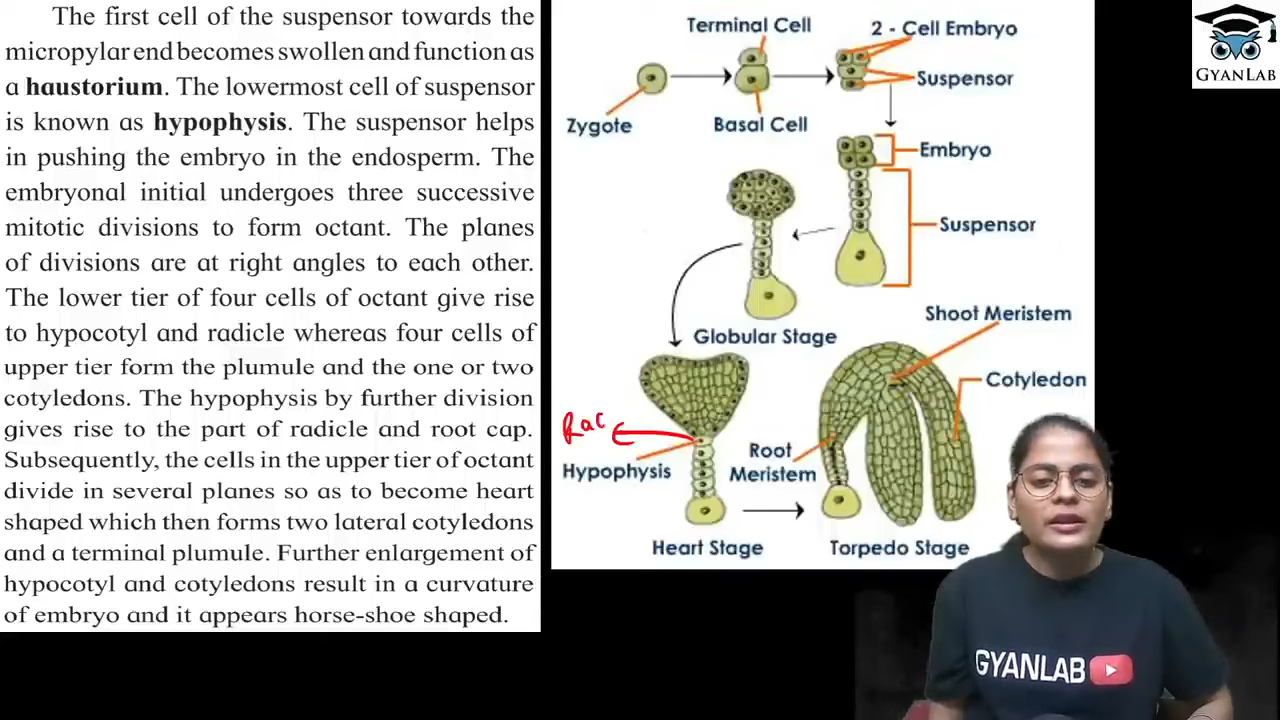 The first cell of the suspensor towards the
micropylar end becomes swollen and function as
a haustorium. The lowermost cell of suspensor
is known as hypophysis. The suspensor helps
in pushing the embryo in the endosperm. The
embryonal initial undergoes three successive
mitotic divisions to form octant. The planes
of divisions are at right angles to each other.
The lower tier of four cells of octant give rise
to hypocotyl and radicle whereas four cells of
upper tier form the plumule and the one or two
cotyledons. The hypophysis by further division
gives rise to the part of radicle and root cap.
Subsequently, the cells in the upper tier of octant
divide in several planes so as to become heart
shaped which then forms two lateral cotyledons
and a terminal plumule. Further enlargement of
hypocotyl and cotyledons result in a curvature
of embryo and it appears horse-shoe shaped.
Terminal Cell
2 - Cell Embryo
Suspensor
Zygote
Basal Cell
Embryo
Suspensor
Globular Stage
Shoot Meristem
Cotyledon
Rac
Hypophysis
Root
Meristem
Heart Stage
Torpedo Stage
GYANLAB
GYANLAB